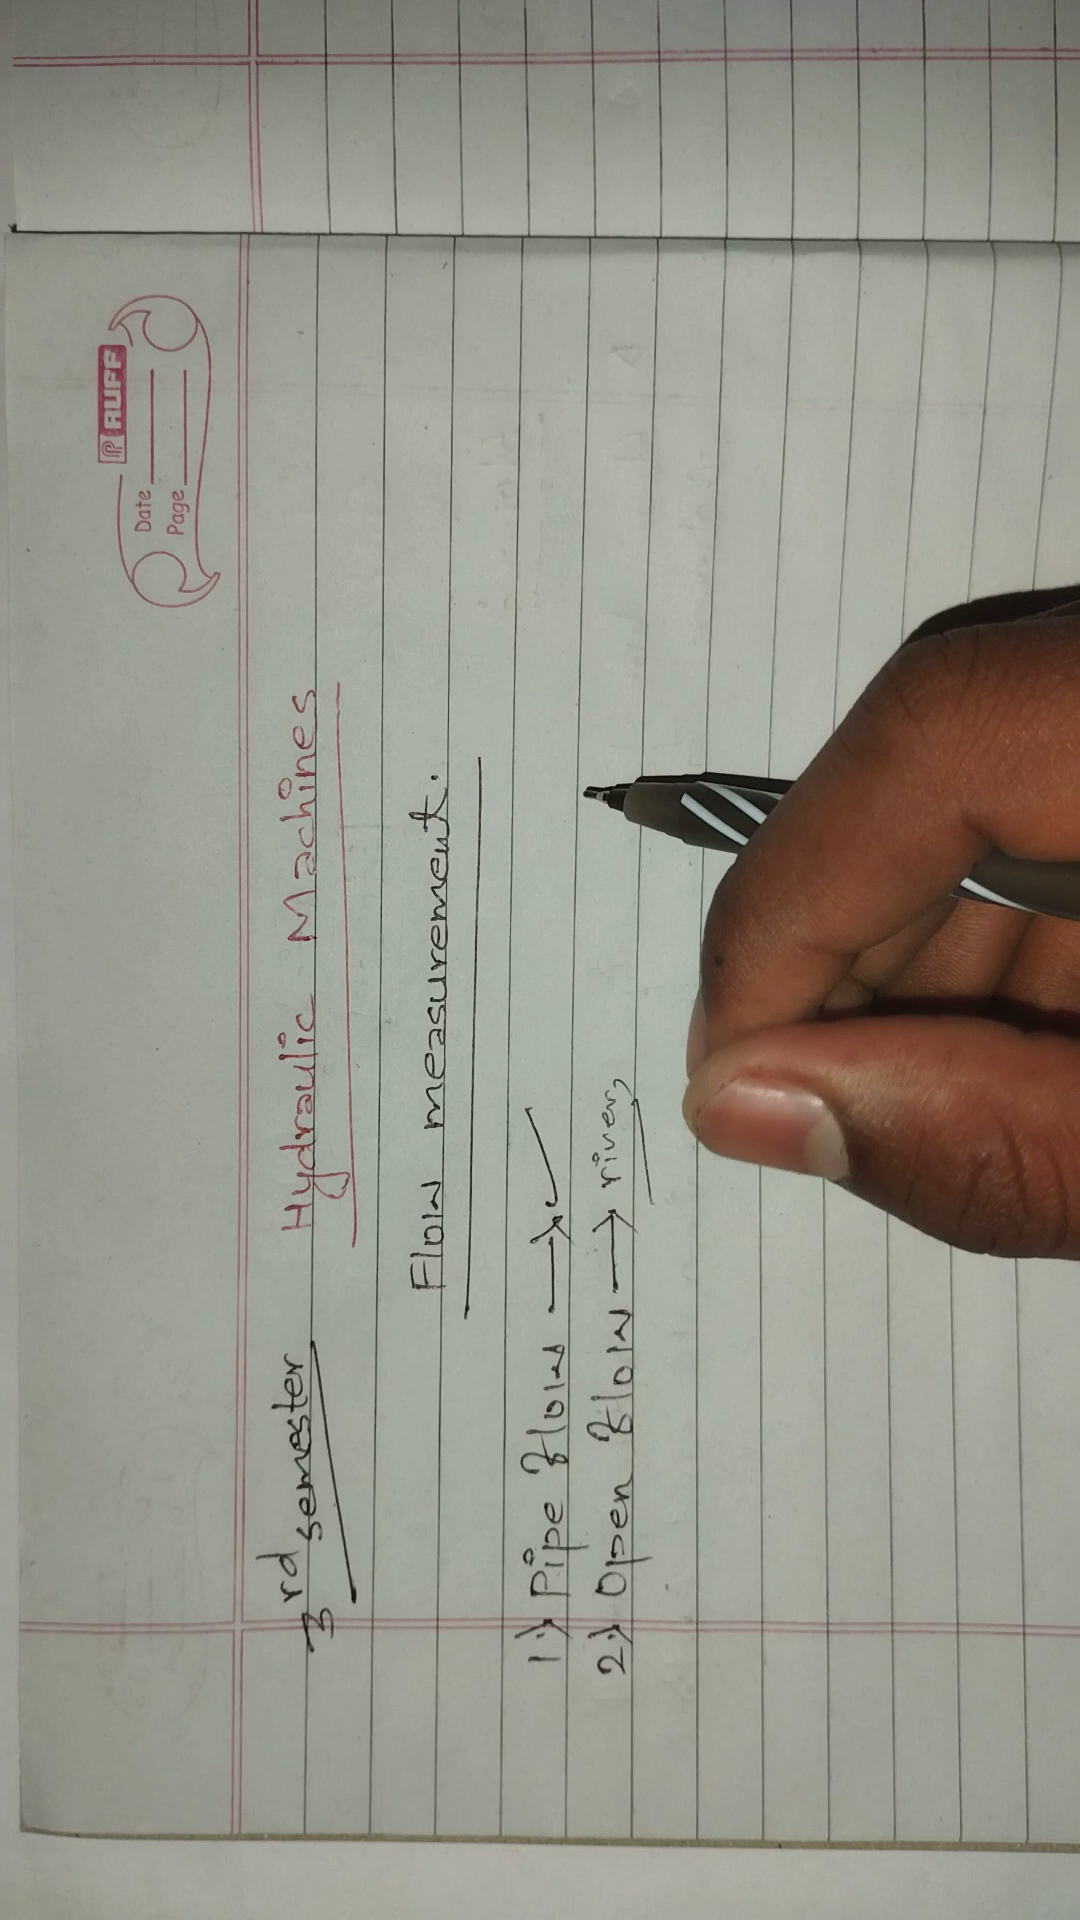 RUFF
Date
Page
3rd semester Hydraulic Machines
Flow measurement.
1) Pipe flow →
2) Open flow → river,